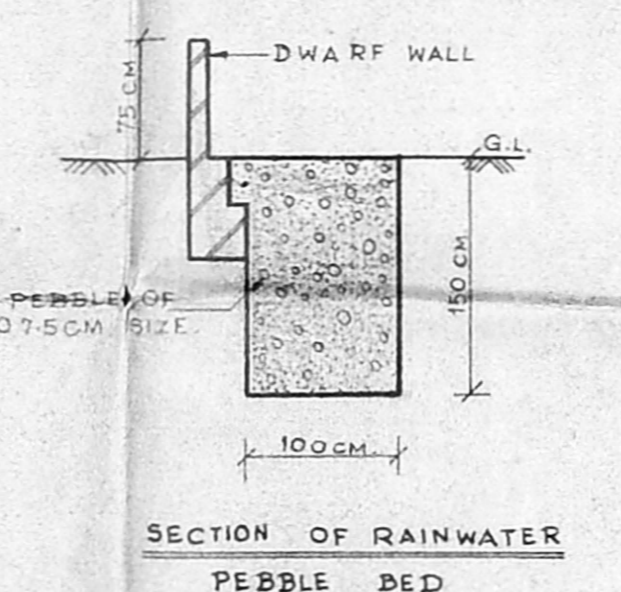 DWARF WALL
75 CM
G.L.
150 CM
PEBBLE OF
7.5CM SIZE.
100CM.
SECTION OF RAINWATER
PEBBLE BED